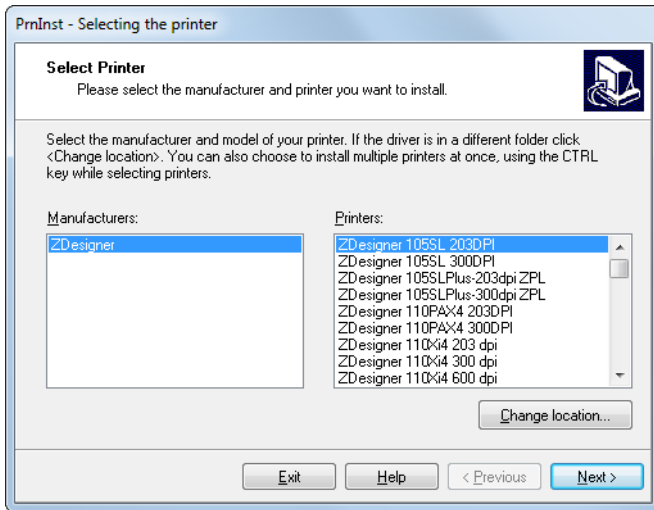 PrnInst - Selecting the printer
Select Printer
Please select the manufacturer and printer you want to install.
Select the manufacturer and model of your printer. If the driver is in a different folder click
<Change location>. You can also choose to install multiple printers at once, using the CTRL
key while selecting printers.
Manufacturers:
ZDesigner
Printers:
ZDesigner 105SL 203DPI
ZDesigner 105SL 300DPI
ZDesigner 105SLPlus-203dpi ZPL
ZDesigner 105SLPlus-300dpi ZPL
ZDesigner 110PAX4 203DPI
ZDesigner 110PAX4 300DPI
ZDesigner 110Xi4 203 dpi
ZDesigner 110Xi4 300 dpi
ZDesigner 110Xi4 600 dpi
Change location...
Exit
Help
< Previous
Next >